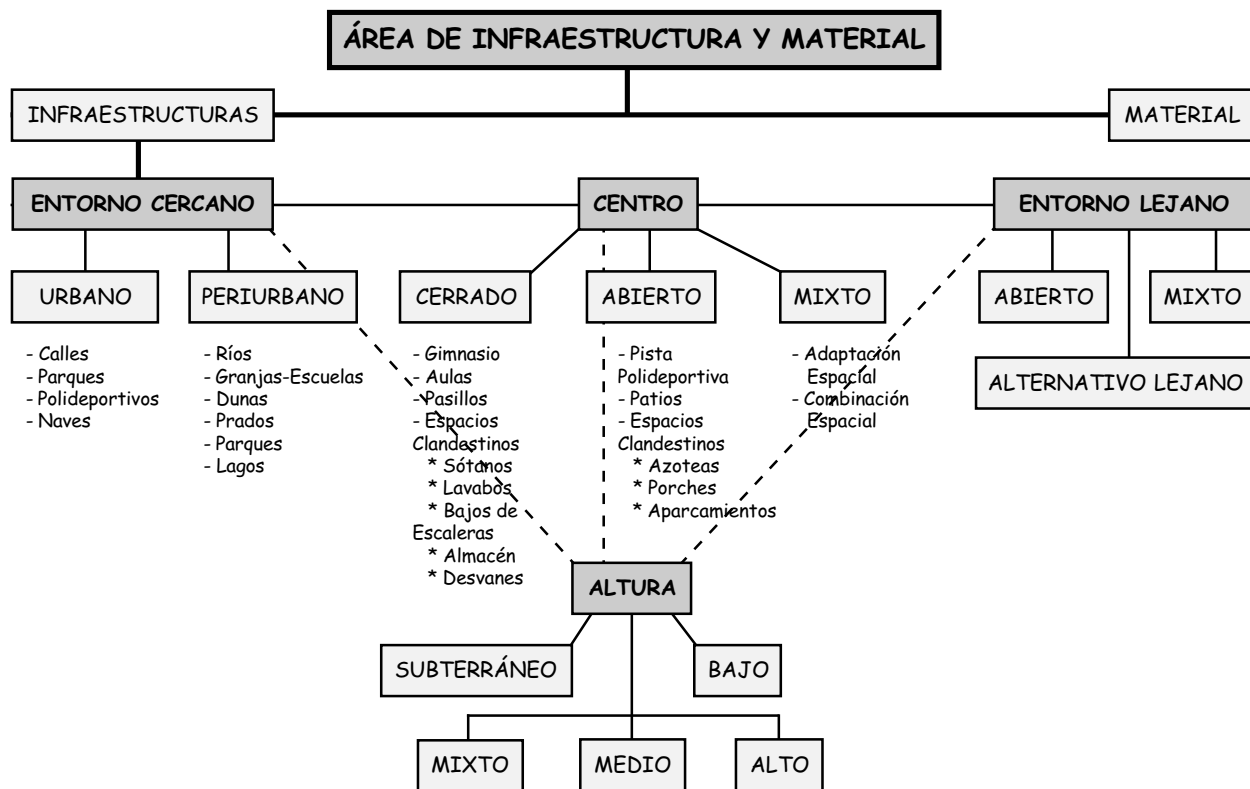 ÁREA DE INFRAESTRUCTURA Y MATERIAL
INFRAESTRUCTURAS
MATERIAL
ENTORNO CERCANO
CENTRO
ENTORNO LEJANO
URBANO
PERIURBANO
CERRADO
ABIERTO
MIXTO
ABIERTO
MIXTO
- Calles
- Parques
- Polideportivos
- Naves
- Ríos
- Granjas-Escuelas
- Dunas
- Prados
- Parques
- Lagos
- Gimnasio
- Aulas
- Pasillos
- Espacios
Clandestinos
* Sótanos
* Lavabos
* Bajos de
Escaleras
* Almacén
* Desvanes
- Pista
Polideportiva
- Patios
- Espacios
Clandestinos
* Azoteas
* Porches
* Aparcamientos
- Adaptación
Espacial
- Combinación
Espacial
ALTERNATIVO LEJANO
ALTURA
SUBTERRÁNEO
BAJO
MIXTO
MEDIO
ALTO